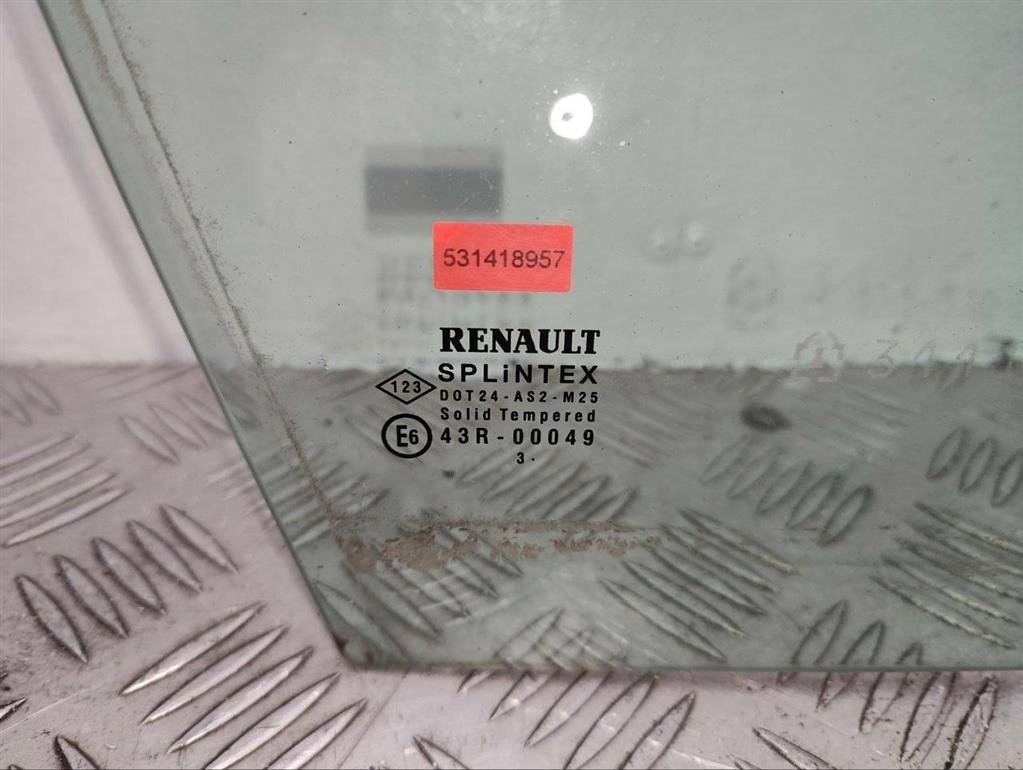 531418957
RENAULT
SPLiNTEX
123
DOT24-AS2-M25
Solid Tempered
E6
43R-00049
3.